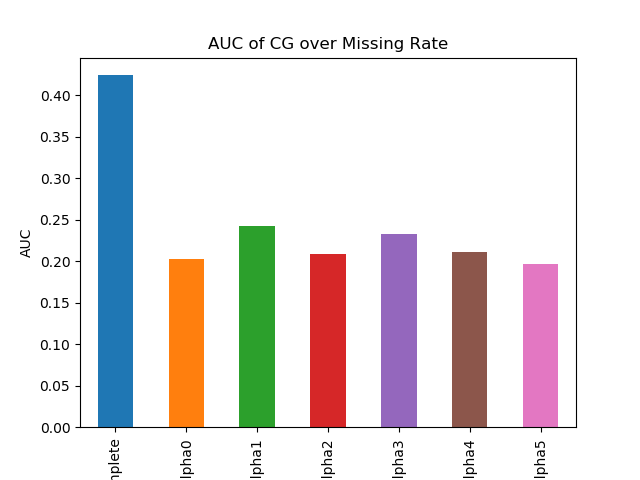 AUC of CG over Missing Rate
AUC
0.40
0.35
0.30
0.25
0.20
0.15
0.10
0.05
0.00
nplete
lpha0
lpha1
lpha2
lpha3
lpha4
lpha5